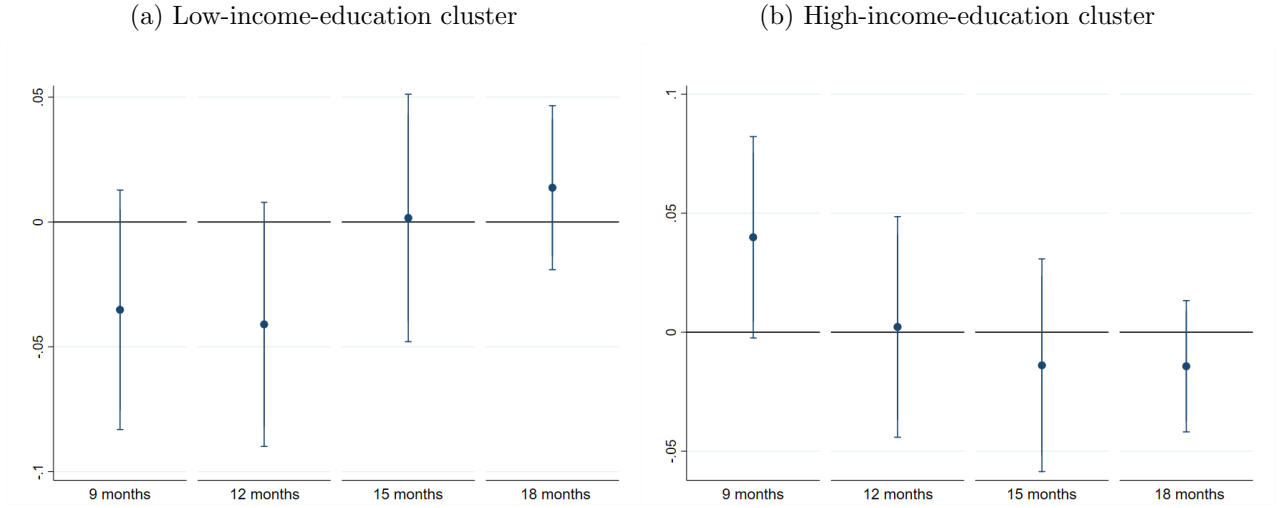 (a) Low-income-education cluster
.05
0
-.05
-.1
9 months
12 months
15 months
18 months
(b) High-income-education cluster
.1
.05
0
-.05
9 months
12 months
15 months
18 months